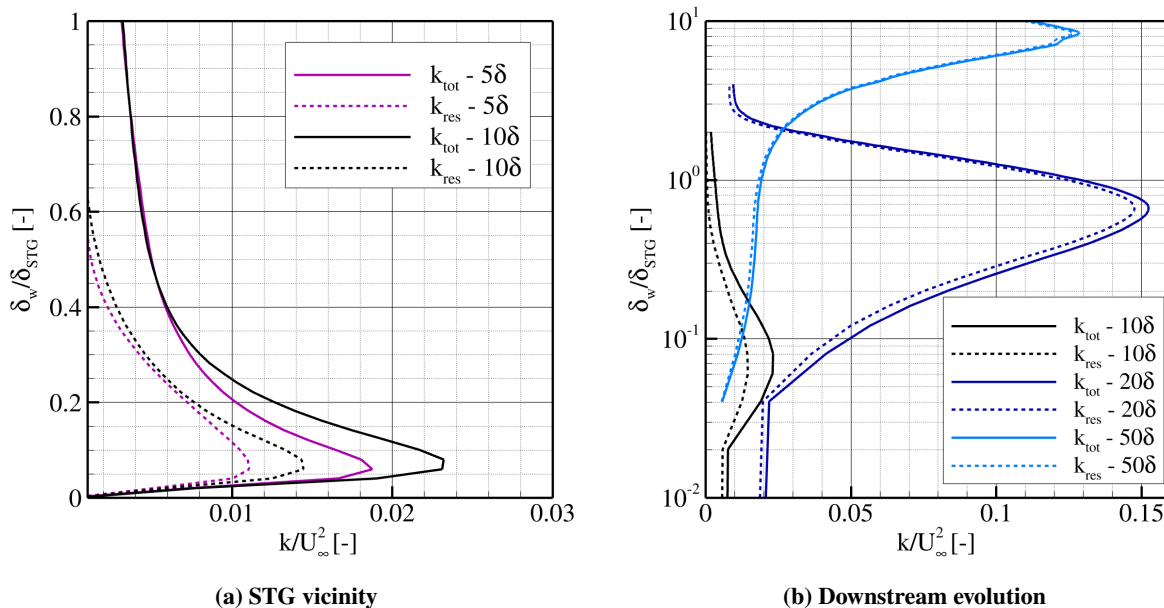 1
0.8
0.6
0.4
0.2
0
0.01
0.02
0.03
δw/δSTG [-]
k/U²∞ [-]
ktot - 5δ
kres - 5δ
ktot - 10δ
kres - 10δ
(a) STG vicinity
10¹
10⁰
10⁻¹
10⁻²
0
0.05
0.1
0.15
δw/δSTG [-]
k/U²∞ [-]
ktot - 10δ
kres - 10δ
ktot - 20δ
kres - 20δ
ktot - 50δ
kres - 50δ
(b) Downstream evolution